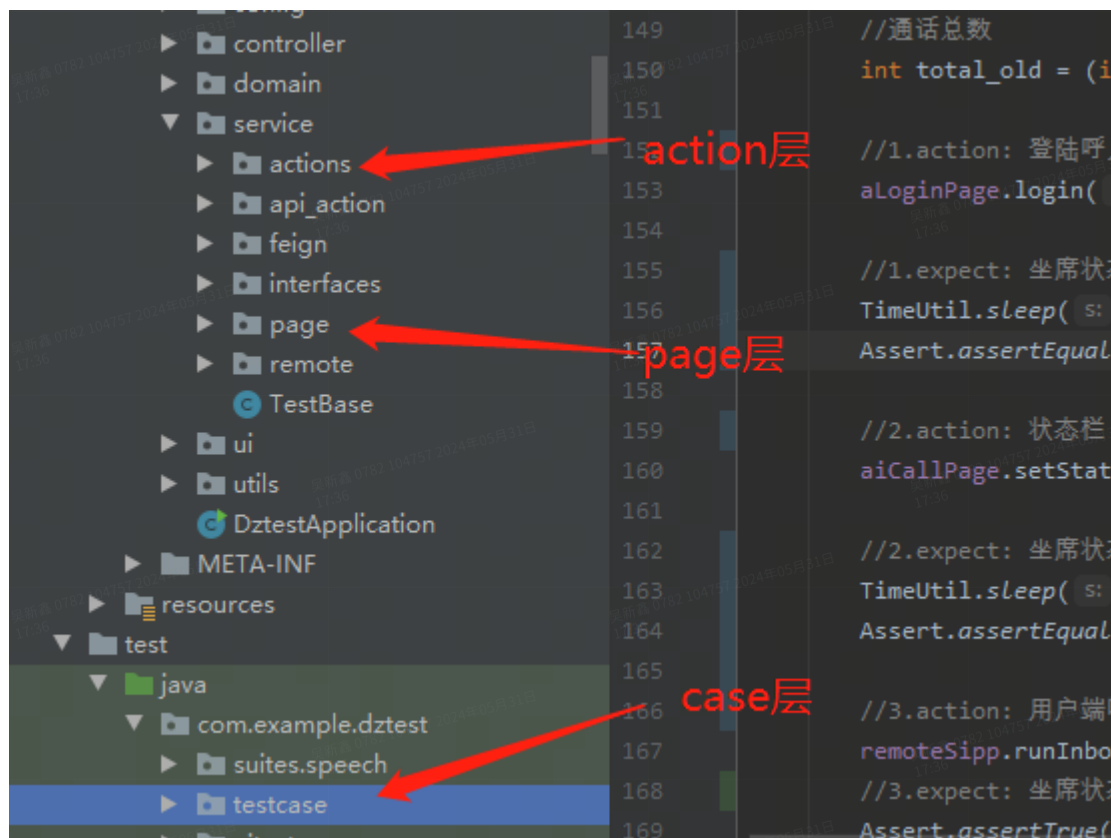 controller
domain
service
actions
api_action
feign
interfaces
page
remote
TestBase
ui
utils
DztestApplication
META-INF
resources
test
java
com.example.dztest
suites.speech
testcase
action层
page层
case层
149 //通话总数
150 int total_old = (i
151
152 //1.action: 登陆呼
153 aLoginPage.login(
154
155 //1.expect: 坐席状
156 TimeUtil.sleep( s:
157 Assert.assertEqual
158
159 //2.action: 状态栏
160 aiCallPage.setStat
161
162 //2.expect: 坐席状
163 TimeUtil.sleep( s:
164 Assert.assertEqual
165
166 //3.action: 用户端
167 remoteSipp.runInbo
168 //3.expect: 坐席状
169 Assert.assertTrue(